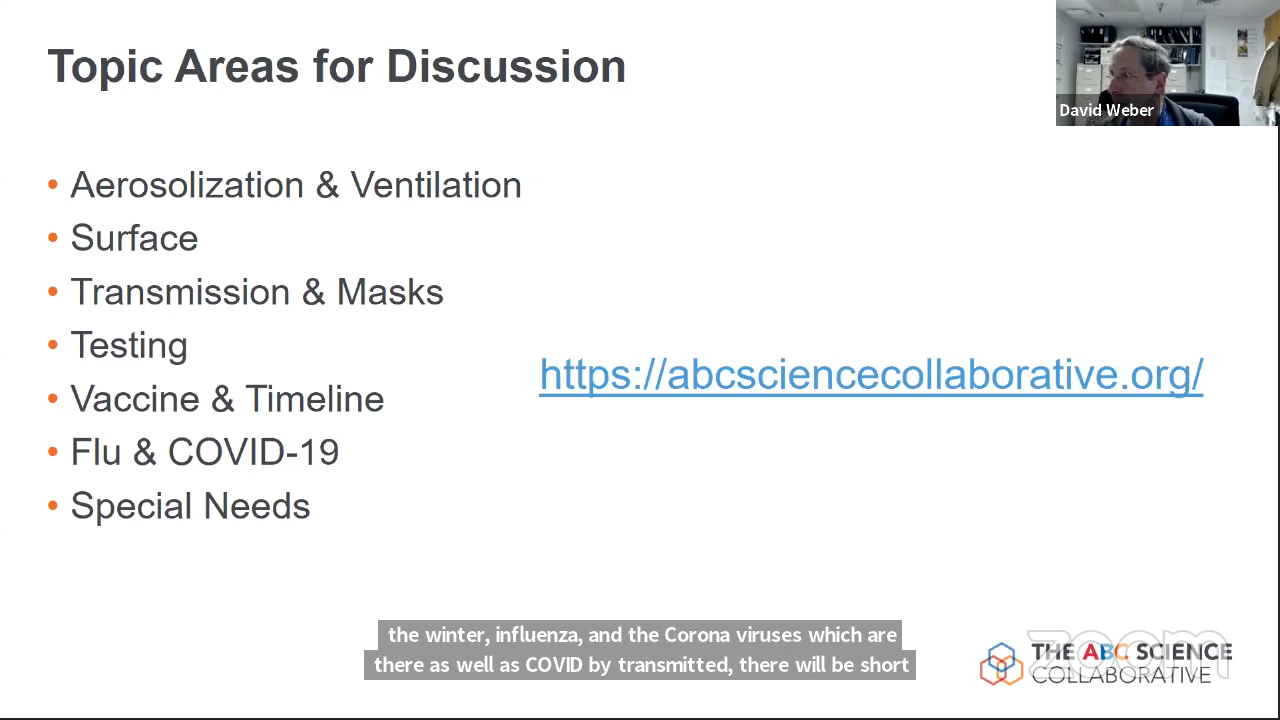 Topic Areas for Discussion
David Weber
• Aerosolization & Ventilation
• Surface
• Transmission & Masks
• Testing
• Vaccine & Timeline
• Flu & COVID-19
• Special Needs
https://abcsciencecollaborative.org/
the winter, influenza, and the Corona viruses which are
there as well as COVID by transmitted, there will be short
THE ABC SCIENCE
COLLABORATIVE
zoom